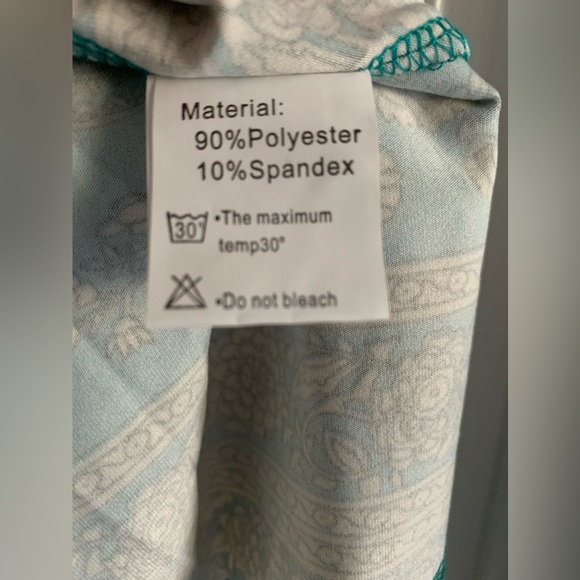 Material:
90%Polyester
10%Spandex
30° •The maximum
temp30°
•Do not bleach